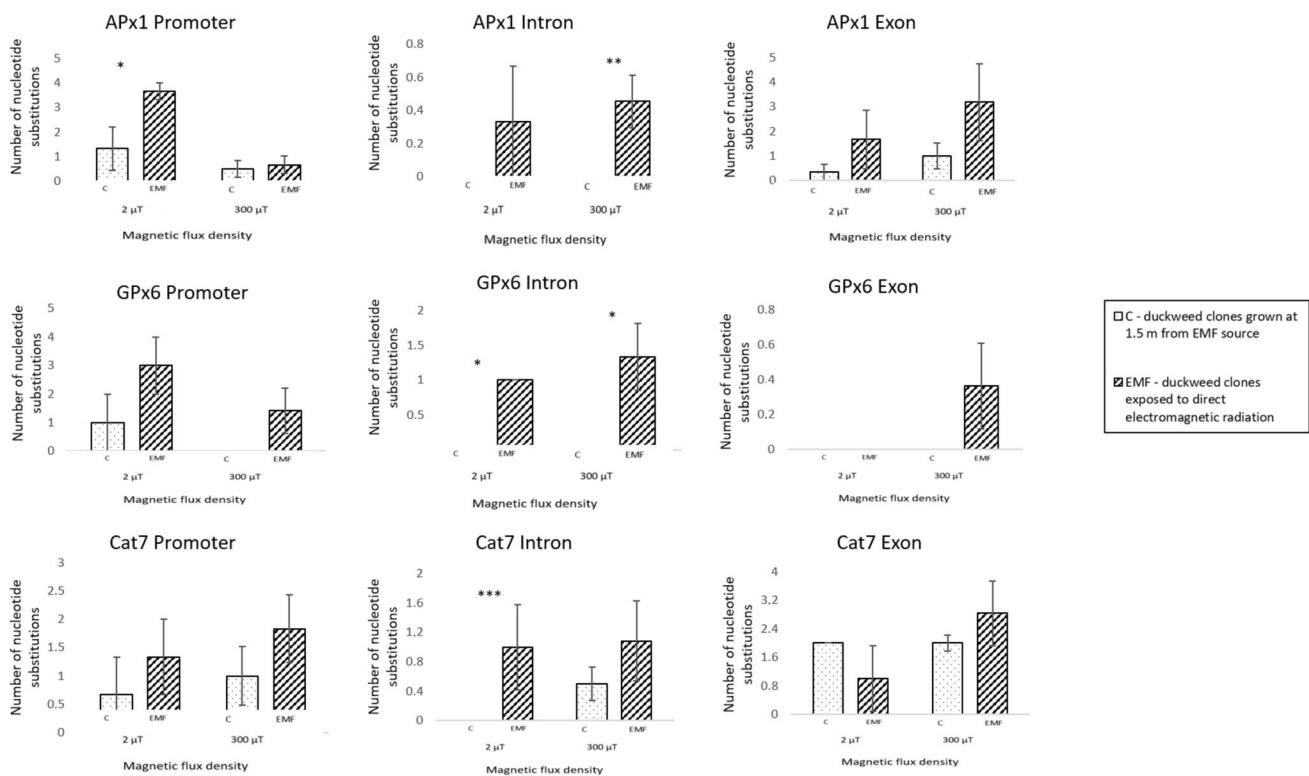 APx1 Promoter
Number of nucleotide
substitutions
5
4
3
2
1
0
*
C
EMF
C
EMF
2 µT
300 µT
Magnetic flux density
APx1 Intron
Number of nucleotide
substitutions
0.8
0.6
0.4
0.2
0
**
C
EMF
C
EMF
2 µT
300 µT
Magnetic flux density
APx1 Exon
Number of nucleotide
substitutions
5
4
3
2
1
0
C
EMF
C
EMF
2 µT
300 µT
Magnetic flux density
GPx6 Promoter
Number of nucleotide
substitutions
5
4
3
2
1
0
C
EMF
C
EMF
2 µT
300 µT
Magnetic flux density
GPx6 Intron
Number of nucleotide
substitutions
2
1.5
1
0.5
*
*
C
EMF
C
EMF
2 µT
300 µT
Magnetic flux density
GPx6 Exon
Number of nucleotide
substitutions
0.8
0.6
0.4
0.2
0
C
EMF
C
EMF
2 µT
300 µT
Magnetic flux density
C - duckweed clones grown at
1.5 m from EMF source
EMF - duckweed clones
exposed to direct
electromagnetic radiation
Cat7 Promoter
Number of nucleotide
substitutions
3
2.5
2
1.5
1
0.5
0
C
EMF
C
EMF
2 µT
300 µT
Magnetic flux density
Cat7 Intron
Number of nucleotide
substitutions
2
1.6
1.2
0.8
0.4
0
***
C
EMF
C
EMF
2 µT
300 µT
Magnetic flux density
Cat7 Exon
Number of nucleotide
substitutions
4
3.2
2.4
1.6
0.8
0
C
EMF
C
EMF
2 µT
300 µT
Magnetic flux density